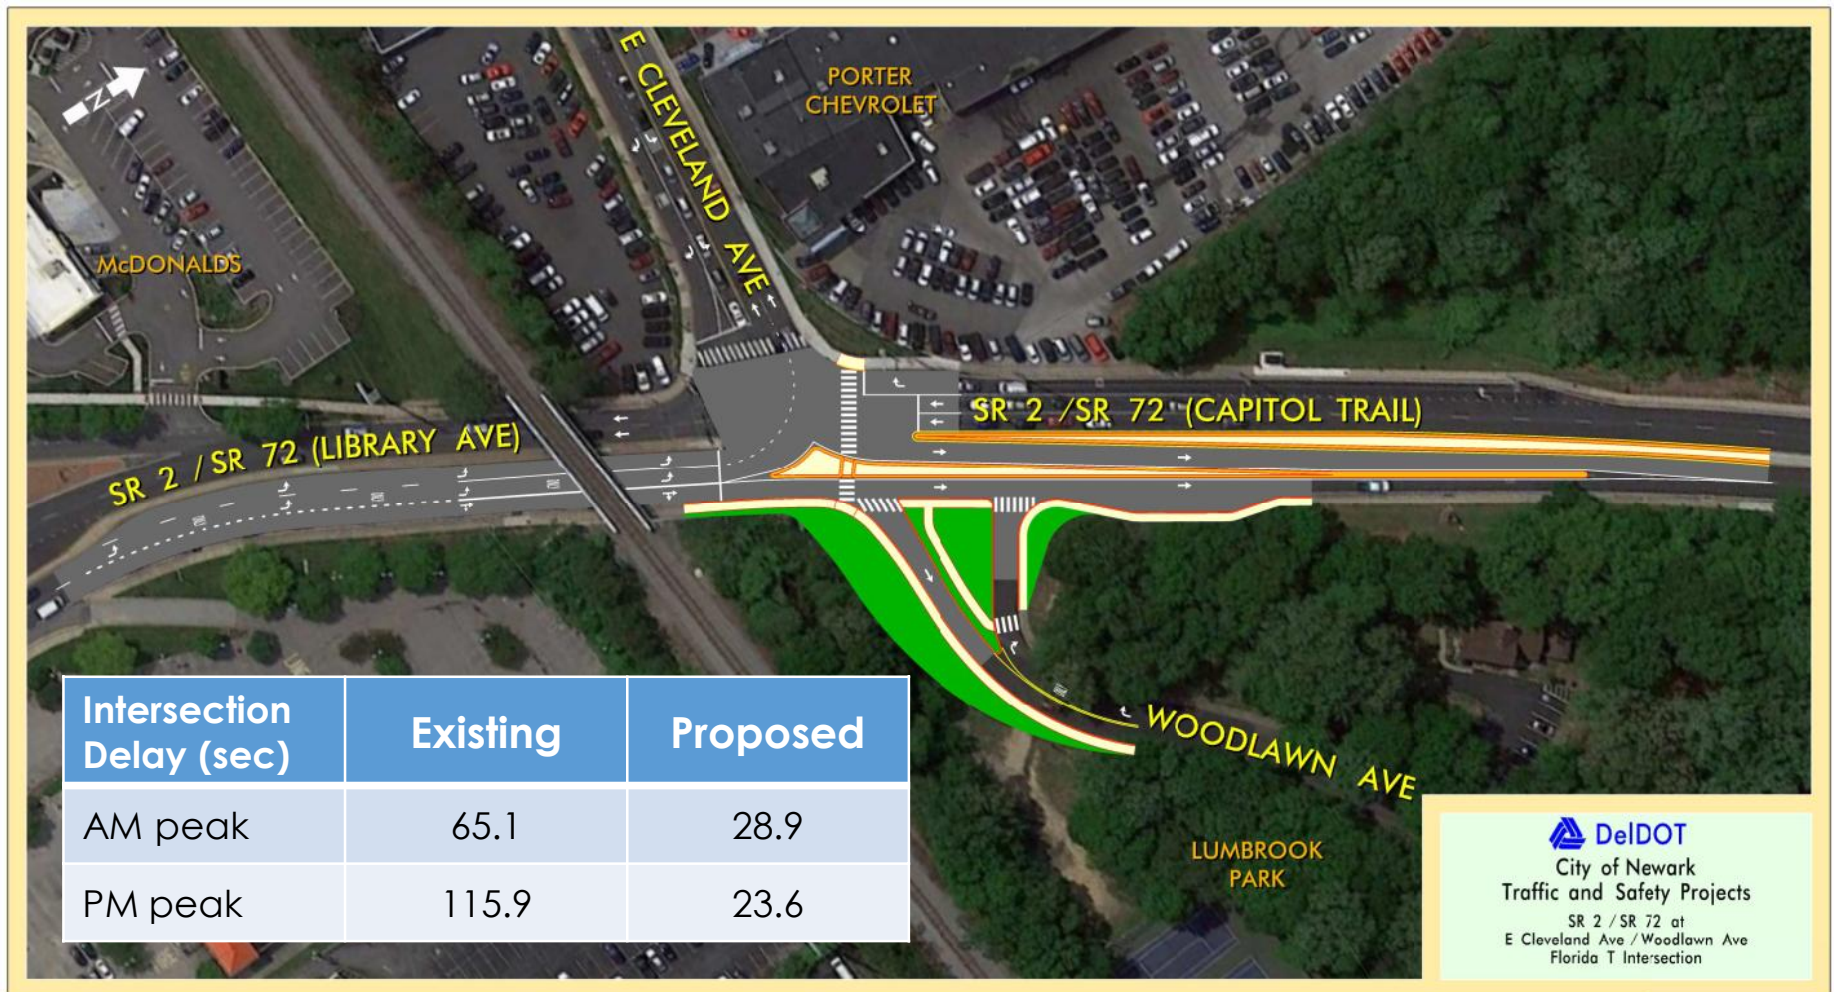 N
E CLEVELAND AVE
PORTER
CHEVROLET
McDONALDS
SR 2 / SR 72 (LIBRARY AVE)
SR 2 /SR 72 (CAPITOL TRAIL)
WOODLAWN AVE
LUMBROOK
PARK
Intersection
Delay (sec)
Existing
Proposed
AM peak
65.1
28.9
PM peak
115.9
23.6
DelDOT
City of Newark
Traffic and Safety Projects
SR 2 / SR 72 at
E Cleveland Ave / Woodlawn Ave
Florida T Intersection